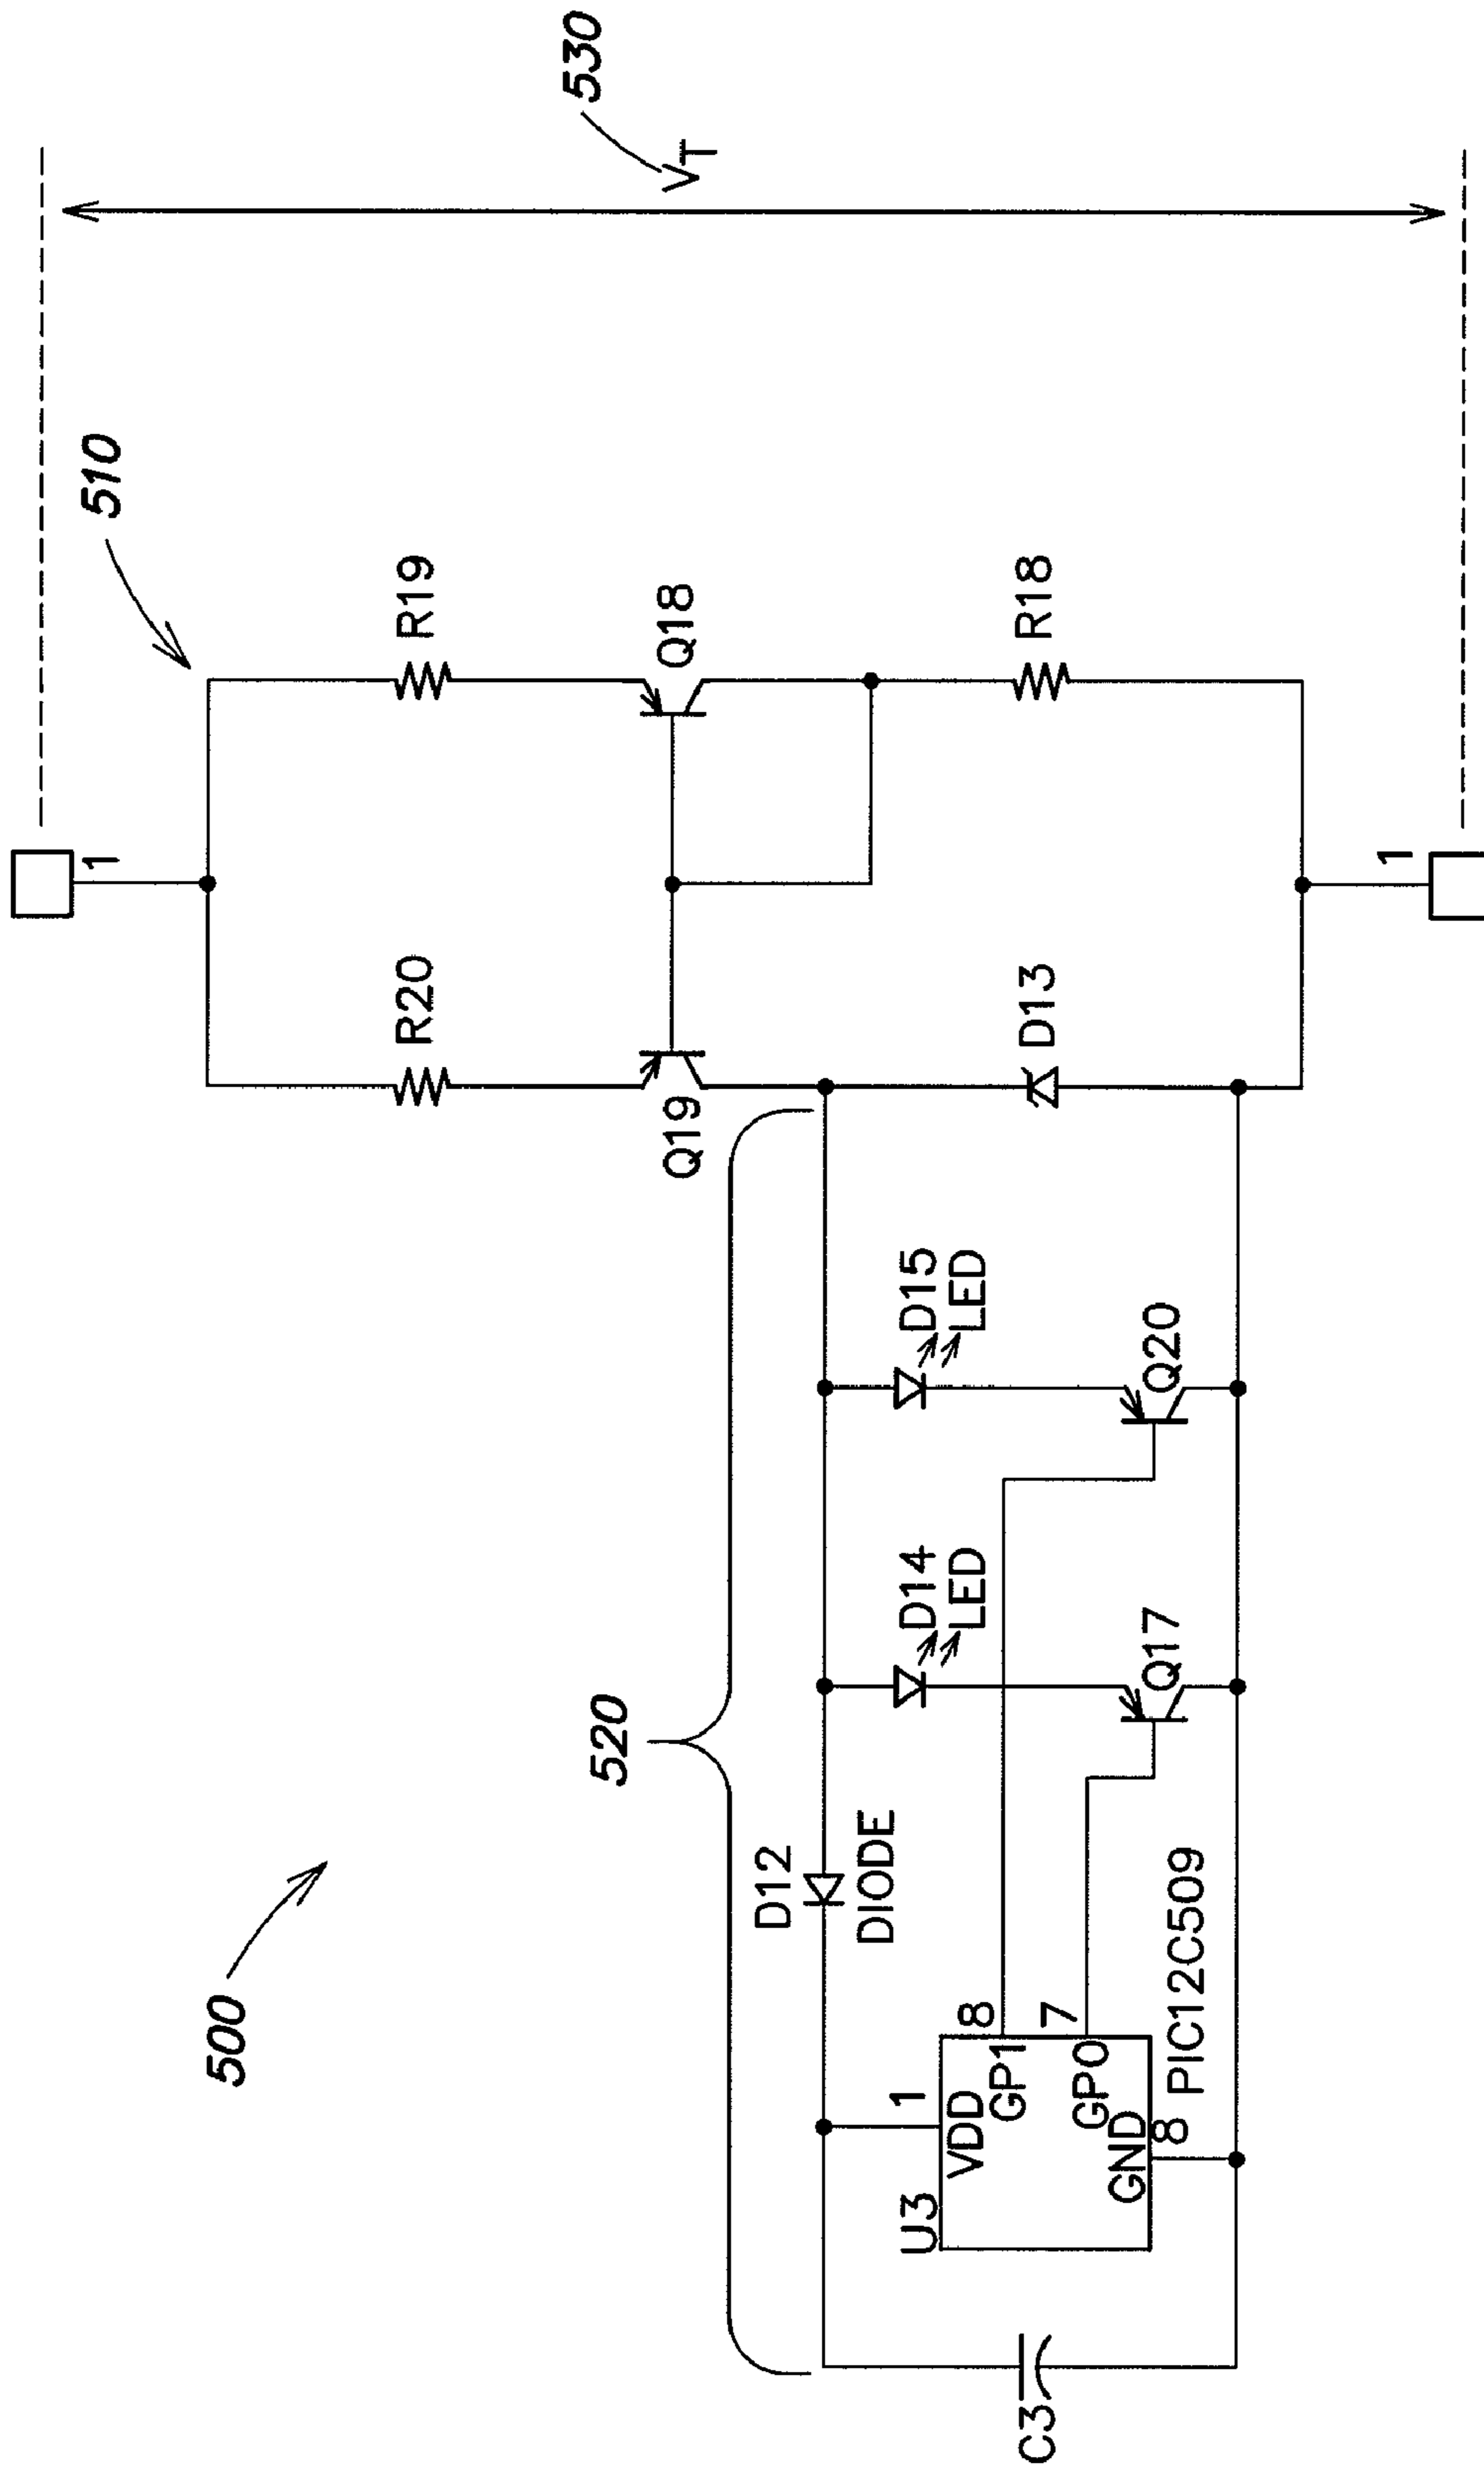 500
510
530
VT
1
R20
R19
Q19
Q18
520
D12
DIODE
D14
LED
D15
LED
D13
R18
Q17
Q20
U3
VDD
1
GP1
8
GP0
7
GND
8
PIC12C509
C3
1